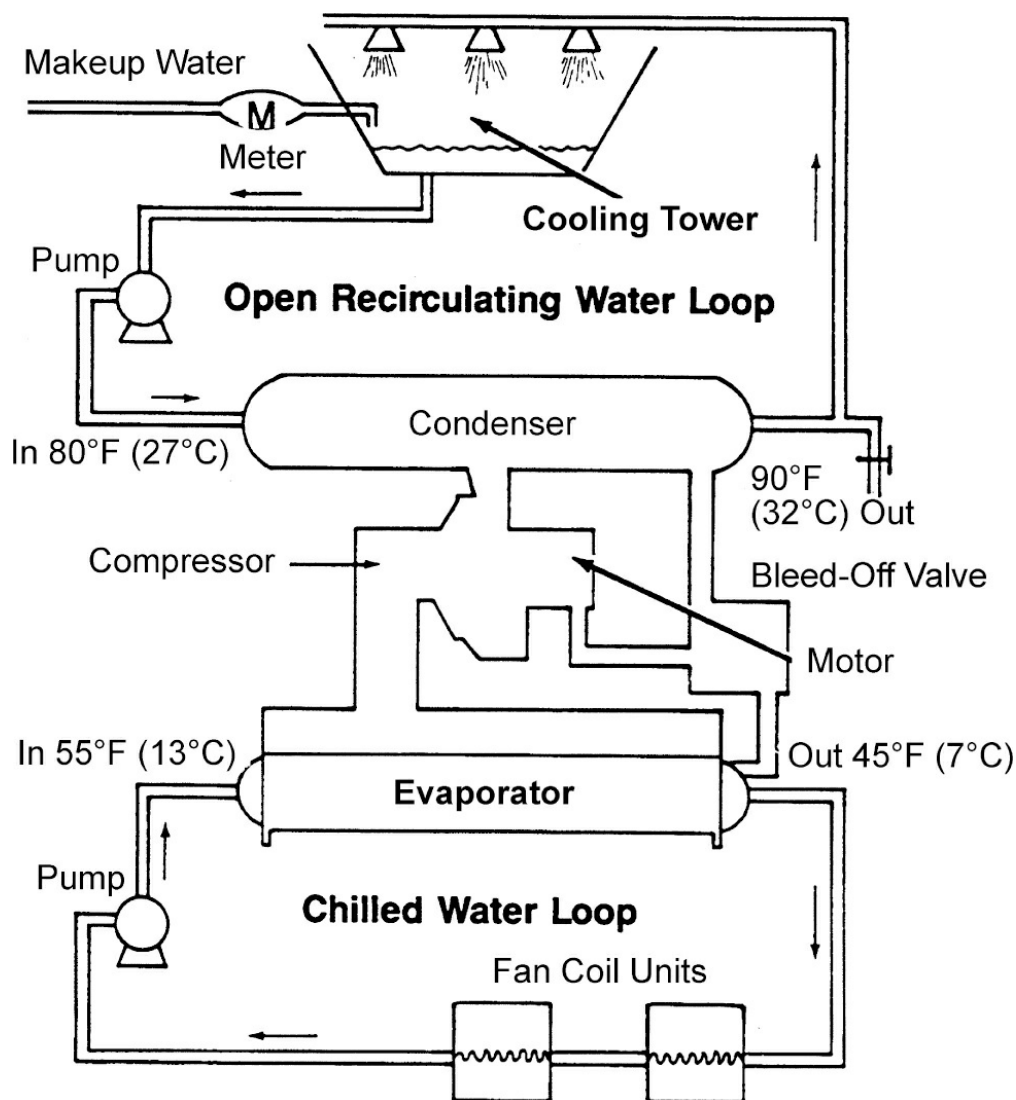 Makeup Water
M
Meter
Cooling Tower
Pump
Open Recirculating Water Loop
Condenser
In 80°F (27°C)
90°F
(32°C) Out
Compressor
Bleed-Off Valve
Motor
In 55°F (13°C)
Out 45°F (7°C)
Evaporator
Pump
Chilled Water Loop
Fan Coil Units